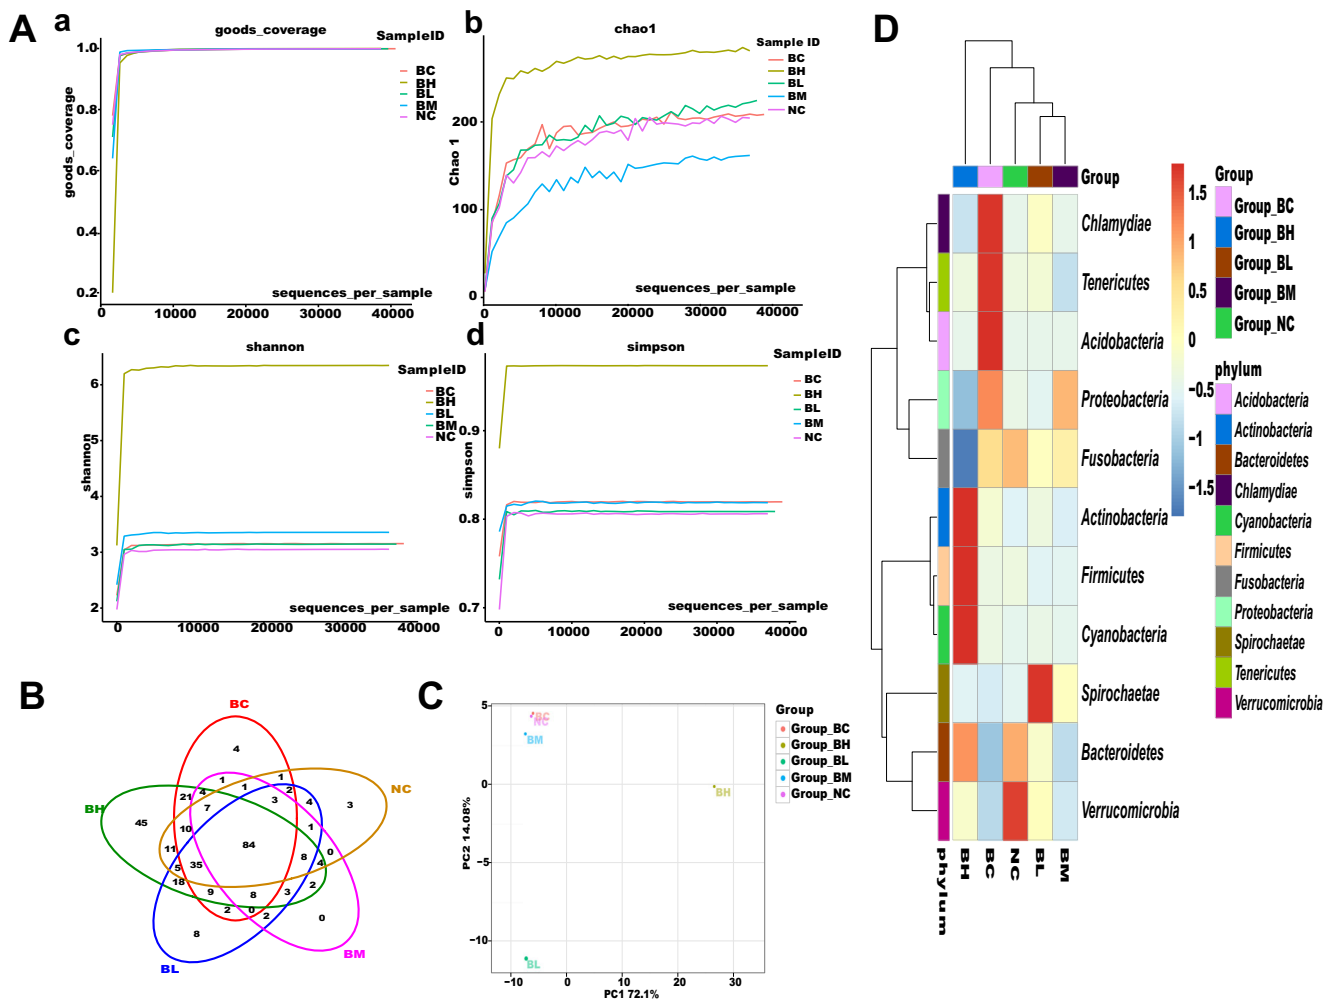 A
a
goods_coverage
SampleID
BC
BH
BL
BM
NC
goods_coverage
1.0
0.8
0.6
0.4
0.2
sequences_per_sample
0
10000
20000
30000
40000
b
chao1
Sample ID
BC
BH
BL
BM
NC
Chao 1
200
100
0
sequences_per_sample
0
10000
20000
30000
40000
c
shannon
SampleID
BC
BH
BL
BM
NC
shannon
6
5
4
3
2
sequences_per_sample
0
10000
20000
30000
40000
d
simpson
SampleID
BC
BH
BL
BM
NC
simpson
0.9
0.8
0.7
sequences_per_sample
0
10000
20000
30000
40000
B
BC
NC
BH
BL
BM
4
1
1
21
4
1
2
3
4
3
7
45
10
1
11
84
0
5
35
8
4
18
9
8
3
2
2
0
2
0
8
C
5
0
−5
−10
PC2 14.08%
BC
NC
BM
BH
BL
−10
0
10
20
30
PC1 72.1%
Group
Group_BC
Group_BH
Group_BL
Group_BM
Group_NC
D
Group
Chlamydiae
Tenericutes
Acidobacteria
Proteobacteria
Fusobacteria
Actinobacteria
Firmicutes
Cyanobacteria
Spirochaetae
Bacteroidetes
Verrucomicrobia
Phylum
BH
BC
NC
BL
BM
1.5
1
0.5
0
−0.5
−1
−1.5
Group
Group_BC
Group_BH
Group_BL
Group_BM
Group_NC
phylum
Acidobacteria
Actinobacteria
Bacteroidetes
Chlamydiae
Cyanobacteria
Firmicutes
Fusobacteria
Proteobacteria
Spirochaetae
Tenericutes
Verrucomicrobia